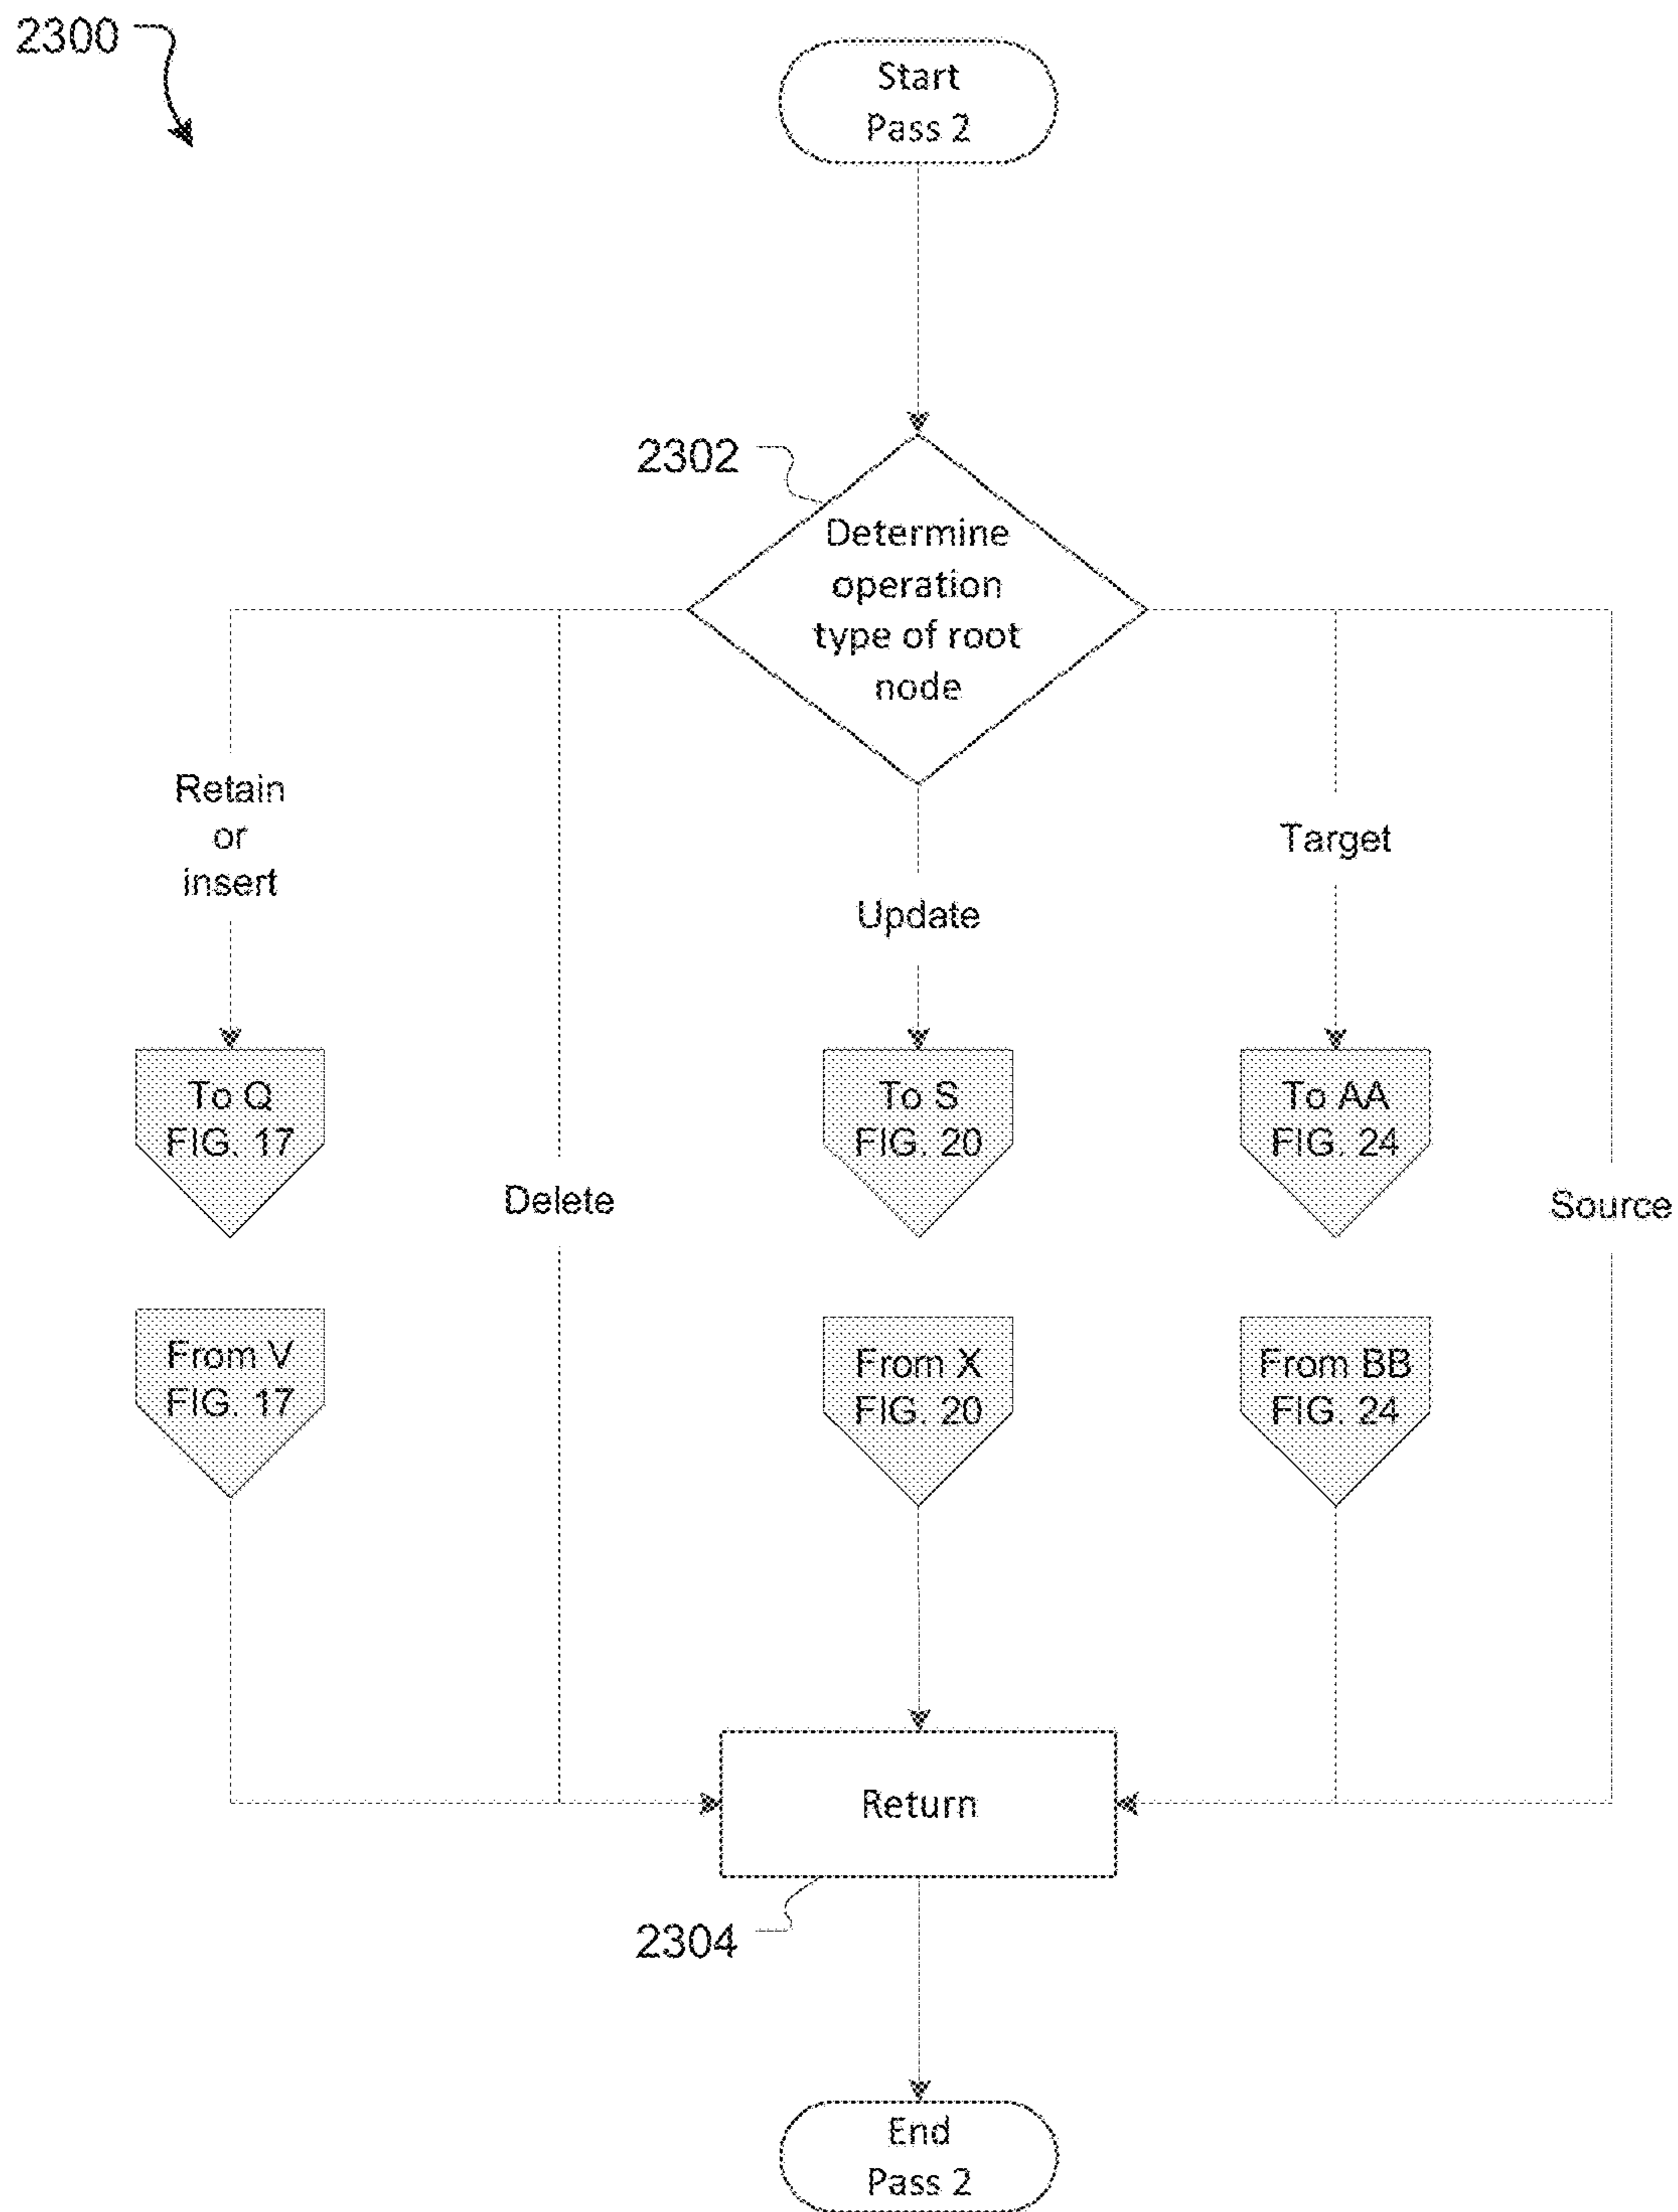 2300
Start
Pass 2
2302
Determine
operation
type of root
node
Retain
or
insert
Target
Update
To Q
FIG. 17
To S
FIG. 20
To AA
FIG. 24
Delete
Source
From V
FIG. 17
From X
FIG. 20
From BB
FIG. 24
Return
2304
End
Pass 2